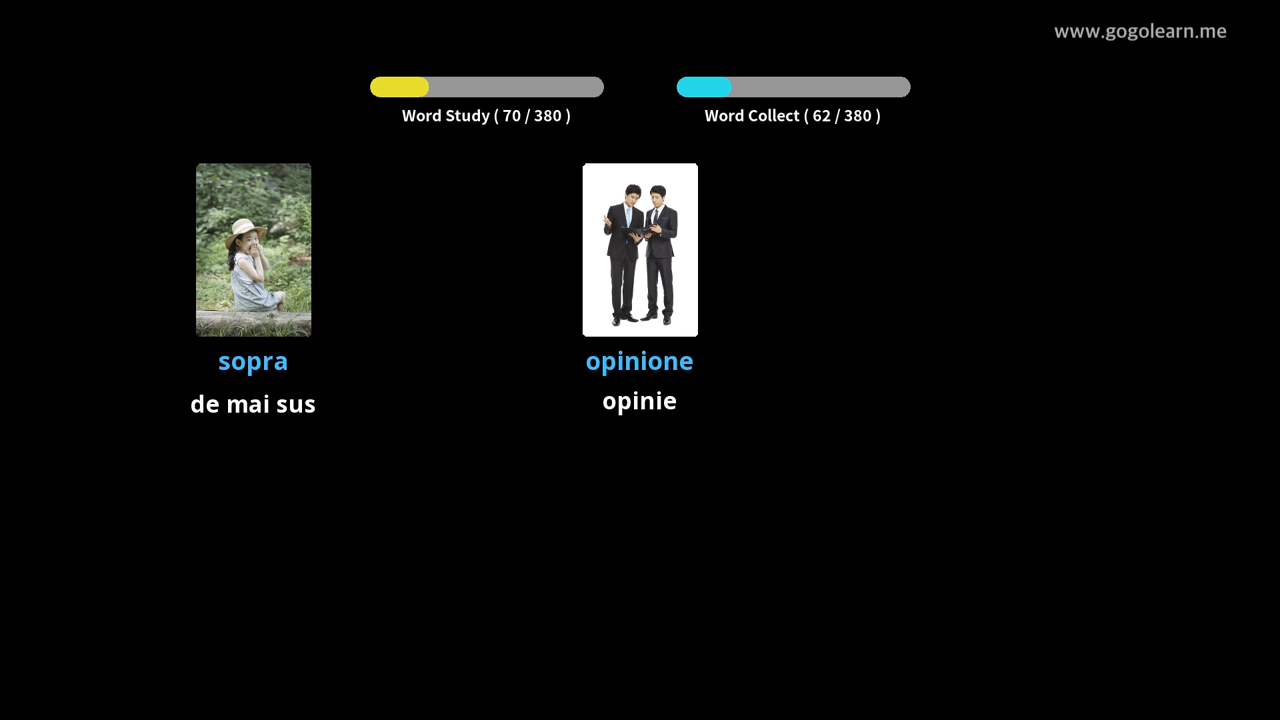 www.gogolearn.me
Word Study ( 70 / 380 )
Word Collect ( 62 / 380 )
sopra
de mai sus
opinione
opinie